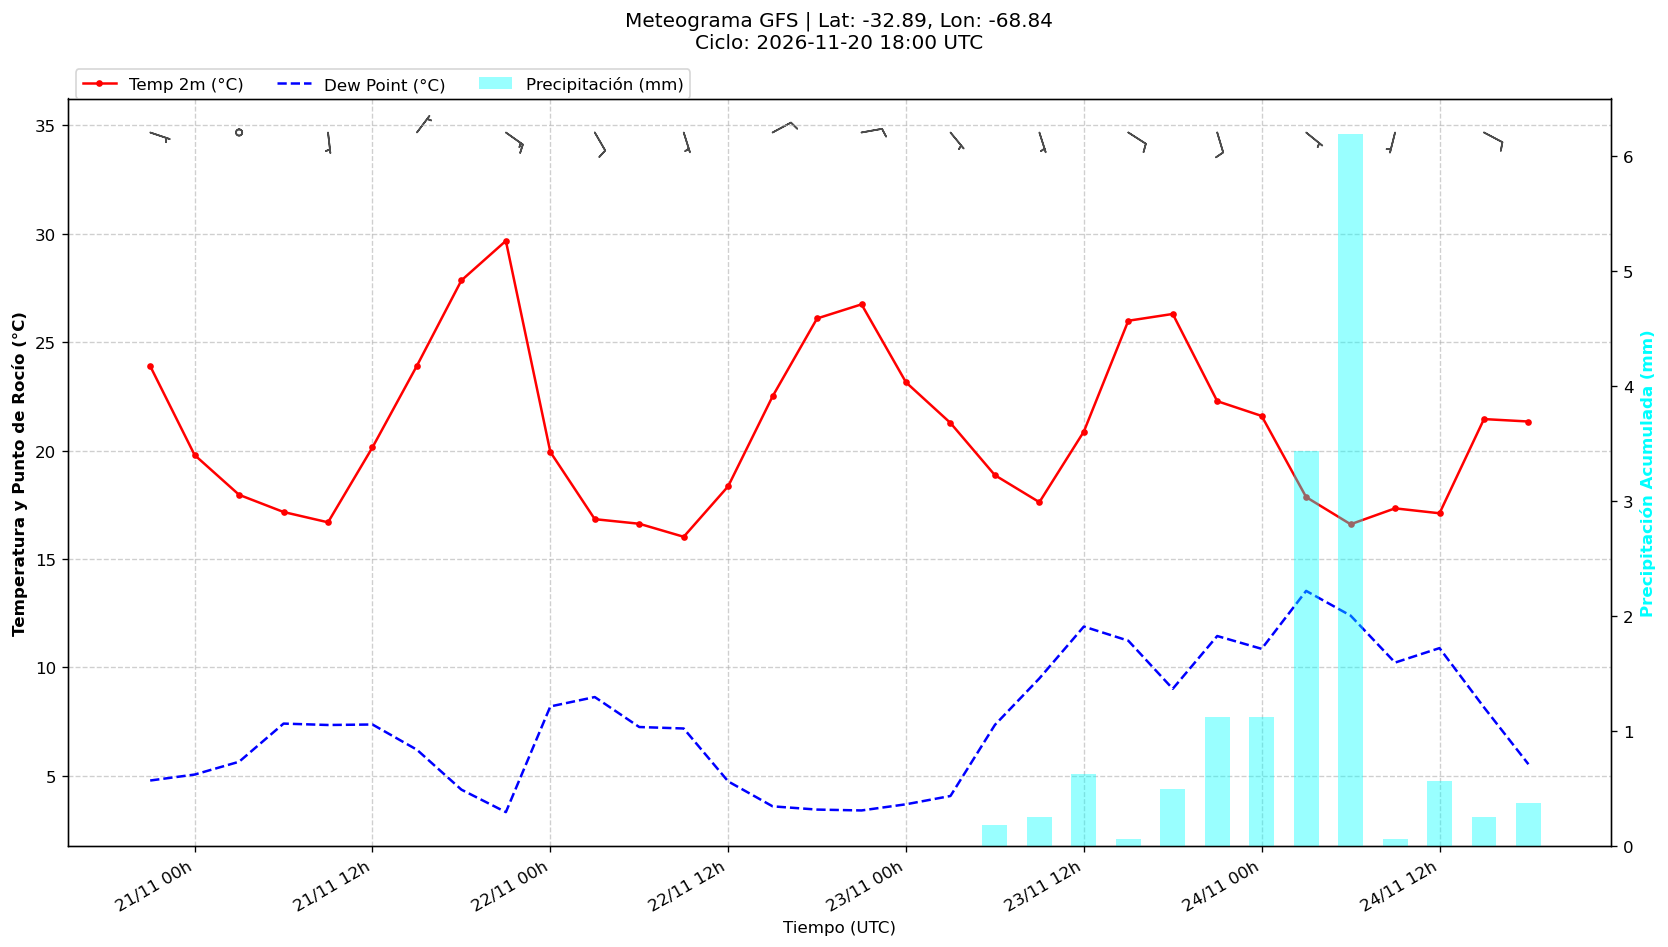 Meteograma GFS | Lat: -32.89, Lon: -68.84
Ciclo: 2026-11-20 18:00 UTC
Temp 2m (°C)
Dew Point (°C)
Precipitación (mm)
Temperatura y Punto de Rocío (°C)
35
30
25
20
15
10
5
6
5
4
3
2
1
0
Precipitación Acumulada (mm)
21/11 00h
21/11 12h
22/11 00h
22/11 12h
23/11 00h
23/11 12h
24/11 00h
24/11 12h
Tiempo (UTC)